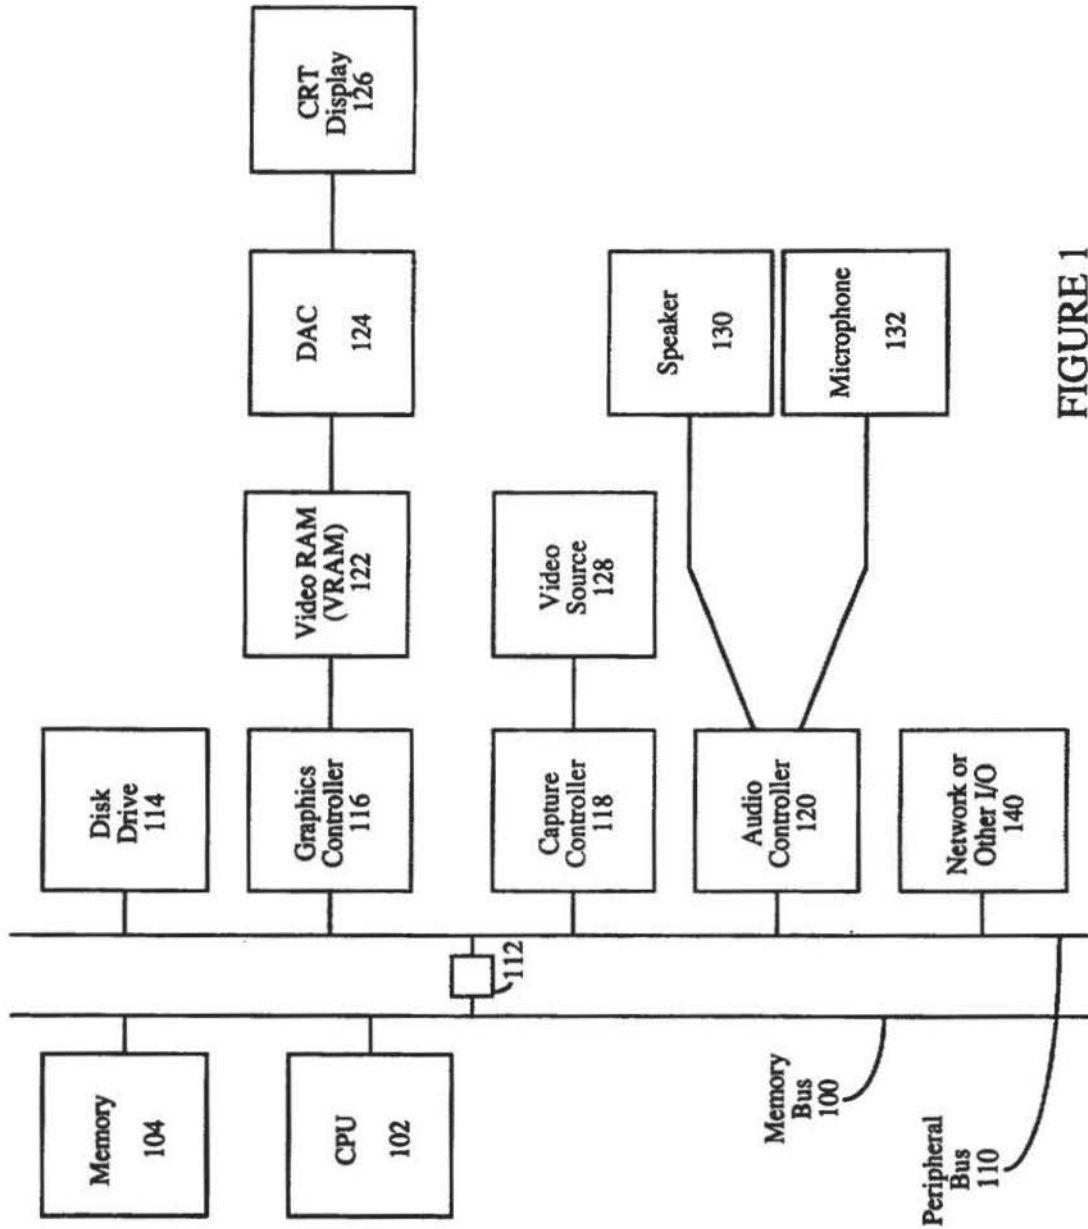 Memory
104
CPU
102
Memory
Bus
100
Peripheral
Bus
110
112
Disk
Drive
114
Graphics
Controller
116
Capture
Controller
118
Audio
Controller
120
Network or
Other I/O
140
Video RAM
(VRAM)
122
Video
Source
128
DAC
124
Speaker
130
Microphone
132
CRT
Display
126
FIGURE 1